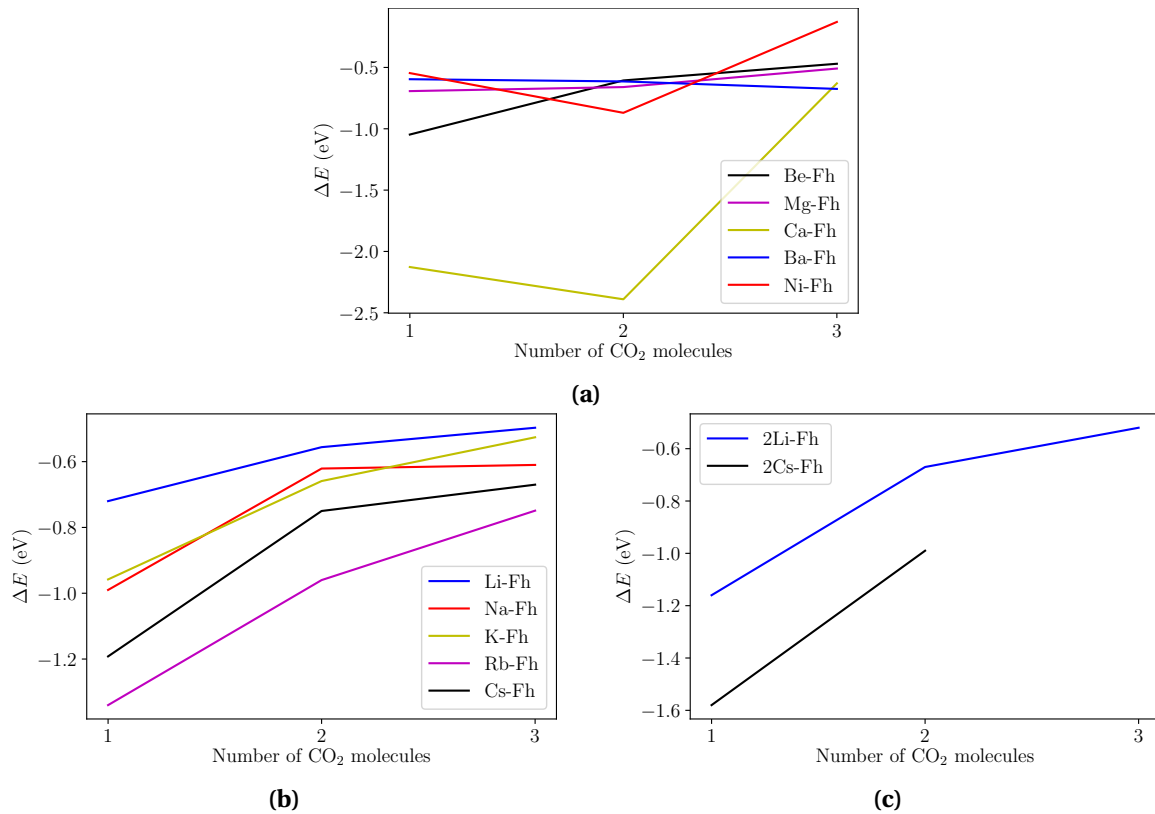 −0.5
−1.0
−1.5
−2.0
−2.5
ΔE (eV)
1 2 3
Number of CO₂ molecules
Be-Fh
Mg-Fh
Ca-Fh
Ba-Fh
Ni-Fh
(a)
−0.6
−0.8
−1.0
−1.2
ΔE (eV)
1 2 3
Number of CO₂ molecules
Li-Fh
Na-Fh
K-Fh
Rb-Fh
Cs-Fh
(b)
2Li-Fh
2Cs-Fh
−0.6
−0.8
−1.0
−1.2
−1.4
−1.6
ΔE (eV)
1 2 3
Number of CO₂ molecules
(c)